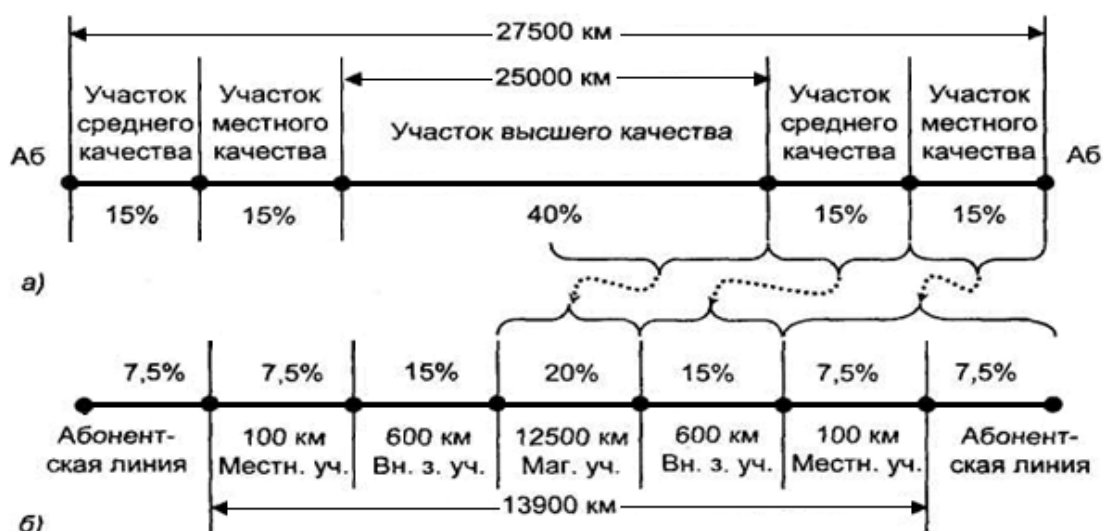 27500 км
25000 км
Участок
среднего
качества
Участок
местного
качества
Участок высшего качества
Участок
среднего
качества
Участок
местного
качества
Аб
Аб
15%
15%
40%
15%
15%
а)
7,5%
7,5%
15%
20%
15%
7,5%
7,5%
Абонент-
ская линия
100 км
Местн. уч.
600 км
Вн. з. уч.
12500 км
Маг. уч.
600 км
Вн. з. уч.
100 км
Местн. уч.
Абонент-
ская линия
13900 км
б)